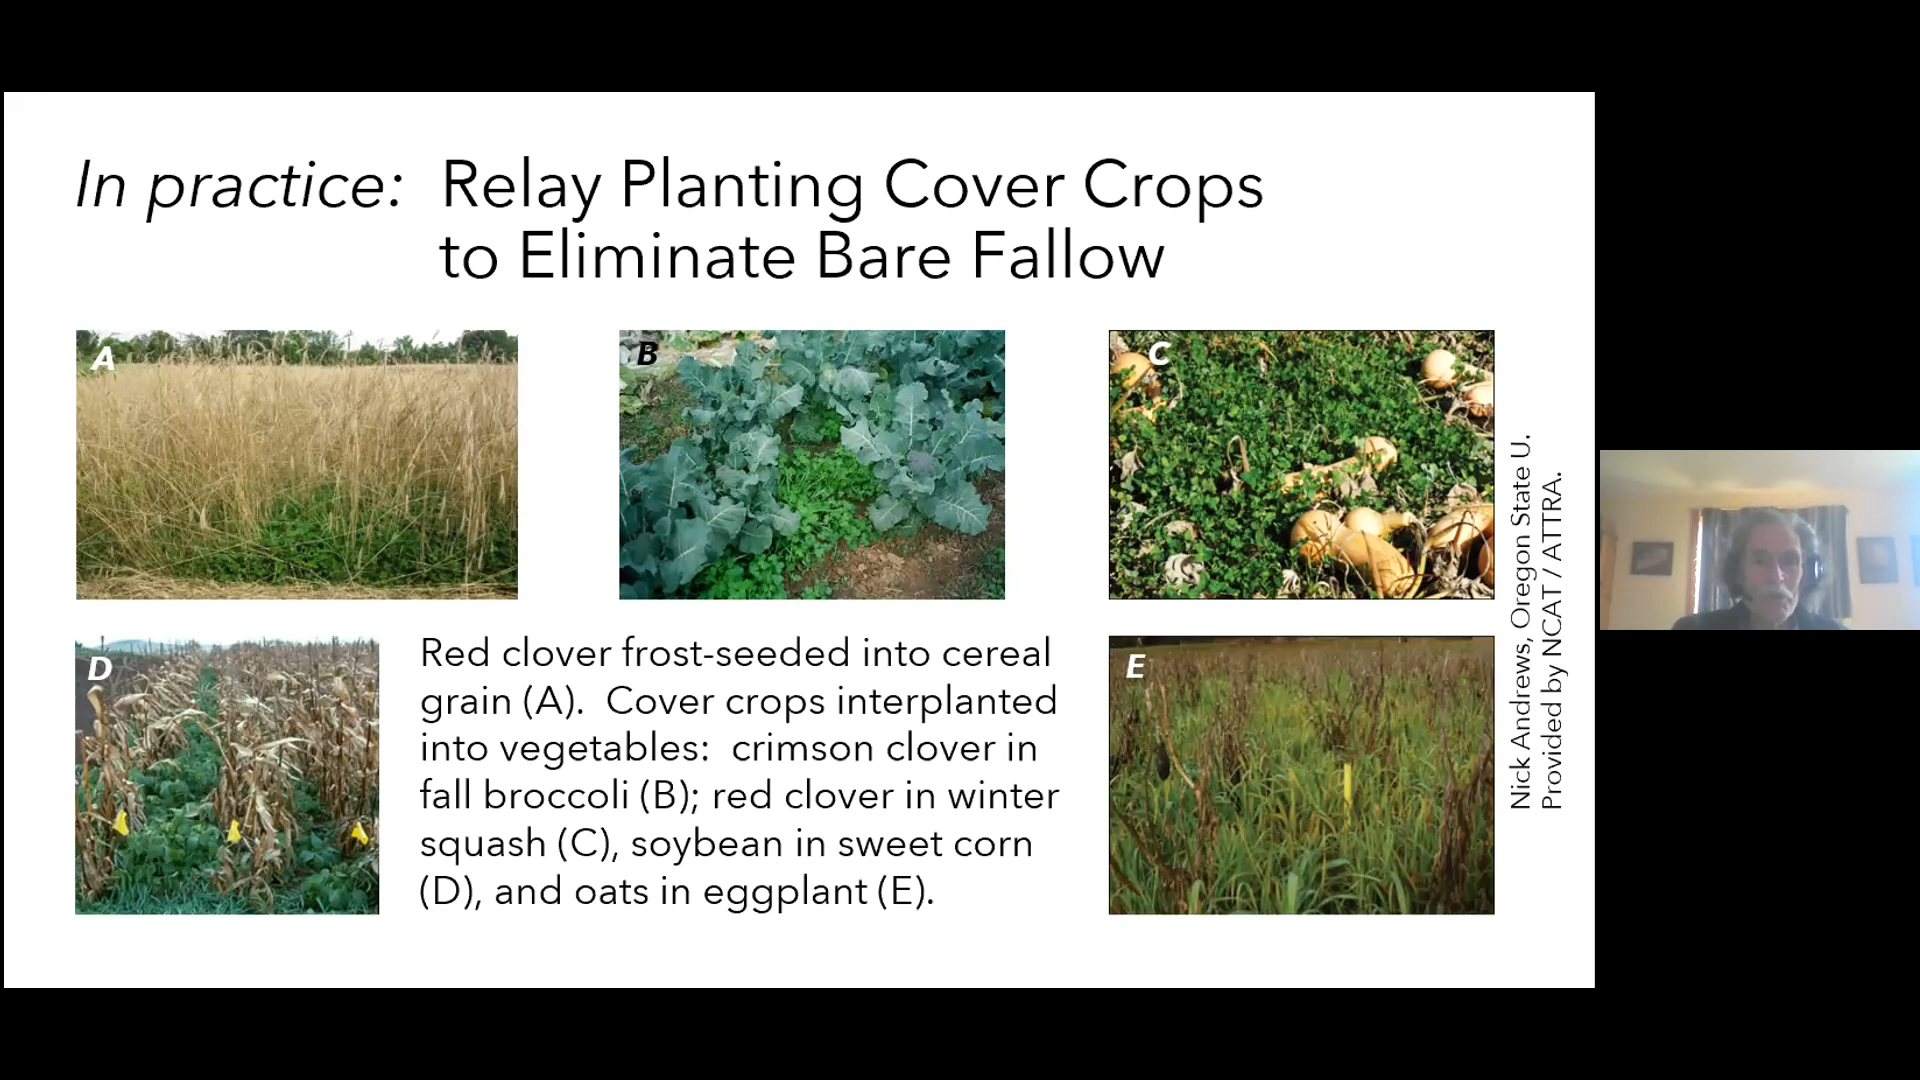 In practice: Relay Planting Cover Crops
to Eliminate Bare Fallow
A
B
C
D
Red clover frost-seeded into cereal
grain (A). Cover crops interplanted
into vegetables: crimson clover in
fall broccoli (B); red clover in winter
squash (C), soybean in sweet corn
(D), and oats in eggplant (E).
E
Nick Andrews, Oregon State U.
Provided by NCAT / ATTRA.